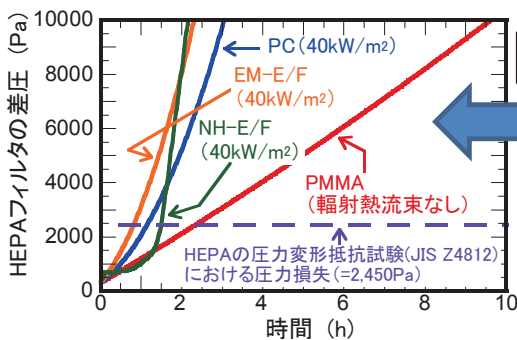 HEPAフィルタの差圧 (Pa)
10000
8000
6000
4000
2000
0
PC(40kW/m²)
EM-E/F
(40kW/m²)
NH-E/F
(40kW/m²)
PMMA
(輻射熱流束なし)
HEPAの圧力変形抵抗試験(JIS Z4812)
における圧力損失(=2,450Pa)
0 2 4 6 8 10
時間 (h)